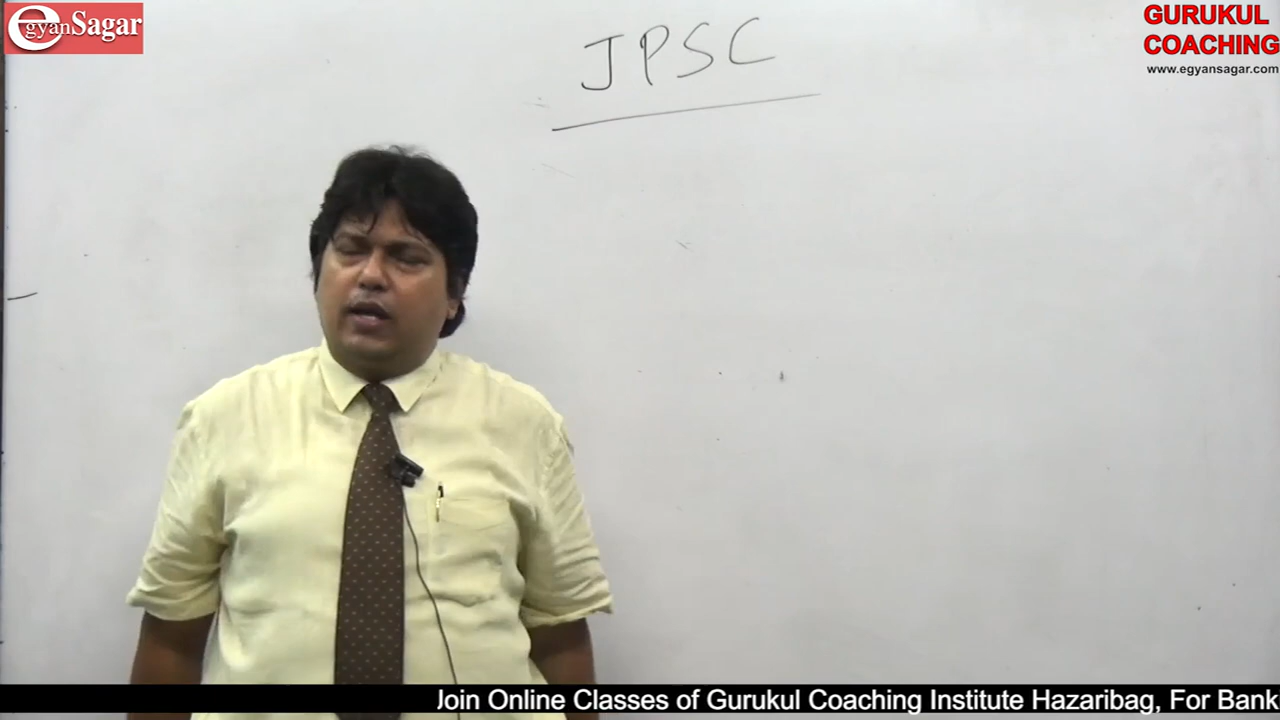 egyanSagar
GURUKUL
COACHING
www.egyansagar.com
JPSC
Join Online Classes of Gurukul Coaching Institute Hazaribag, For Bank